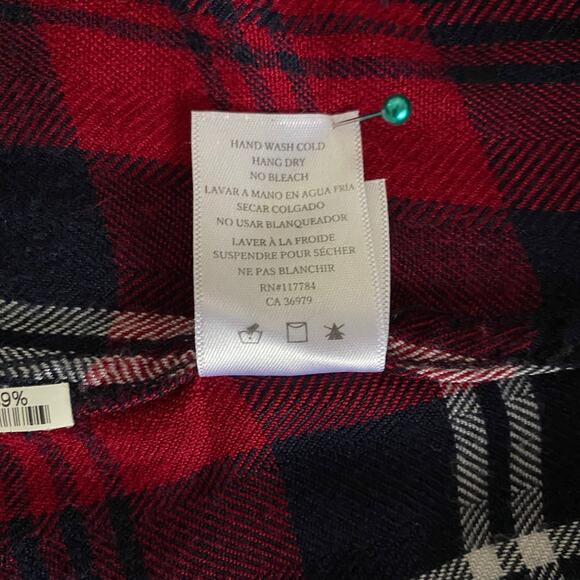 HAND WASH COLD
HANG DRY
NO BLEACH
LAVAR A MANO EN AGUA FRÍA
SECAR COLGADO
NO USAR BLANQUEADOR
LAVER À LA FROIDE
SUSPENDRE POUR SÉCHER
NE PAS BLANCHIR
RN#117784
CA 36979
9%